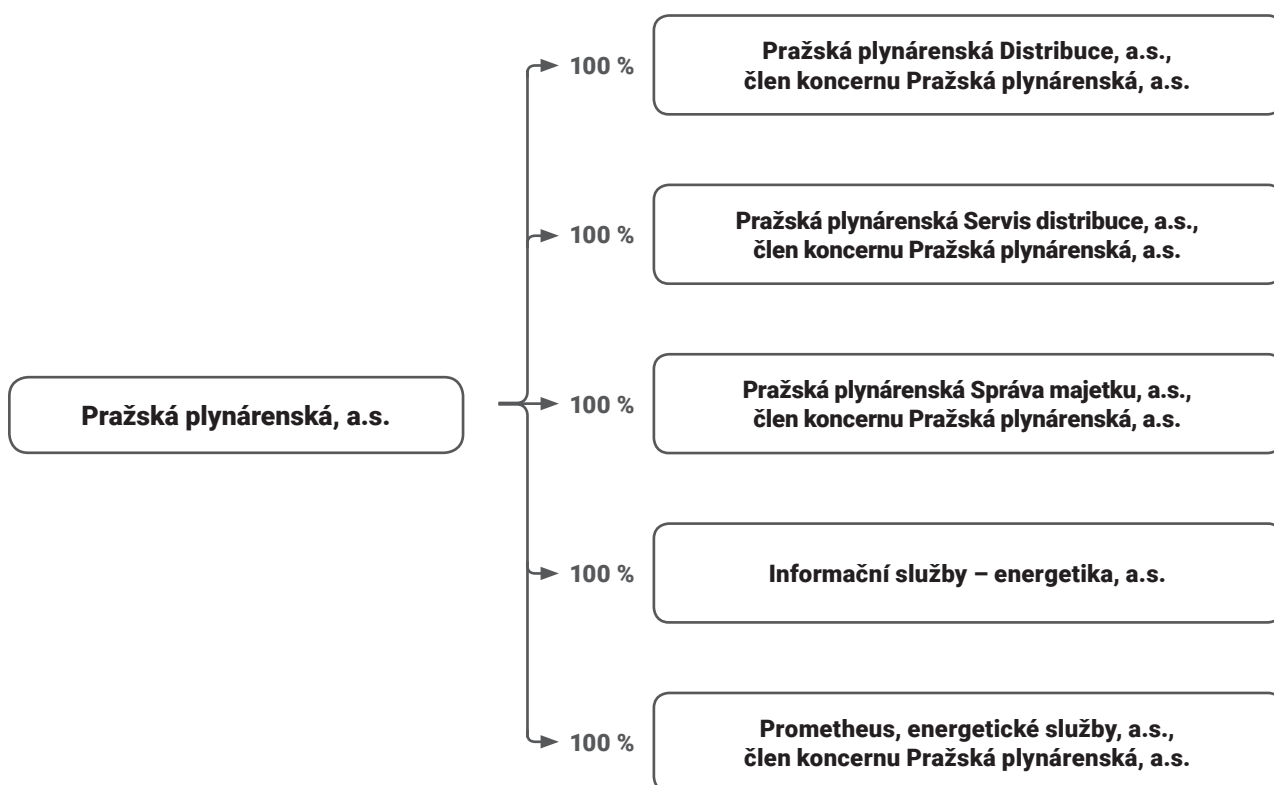 100 %
Pražská plynárenská Distribuce, a.s.,
člen koncernu Pražská plynárenská, a.s.
100 %
Pražská plynárenská Servis distribuce, a.s.,
člen koncernu Pražská plynárenská, a.s.
Pražská plynárenská, a.s.
100 %
Pražská plynárenská Správa majetku, a.s.,
člen koncernu Pražská plynárenská, a.s.
100 %
Informační služby – energetika, a.s.
100 %
Prometheus, energetické služby, a.s.,
člen koncernu Pražská plynárenská, a.s.